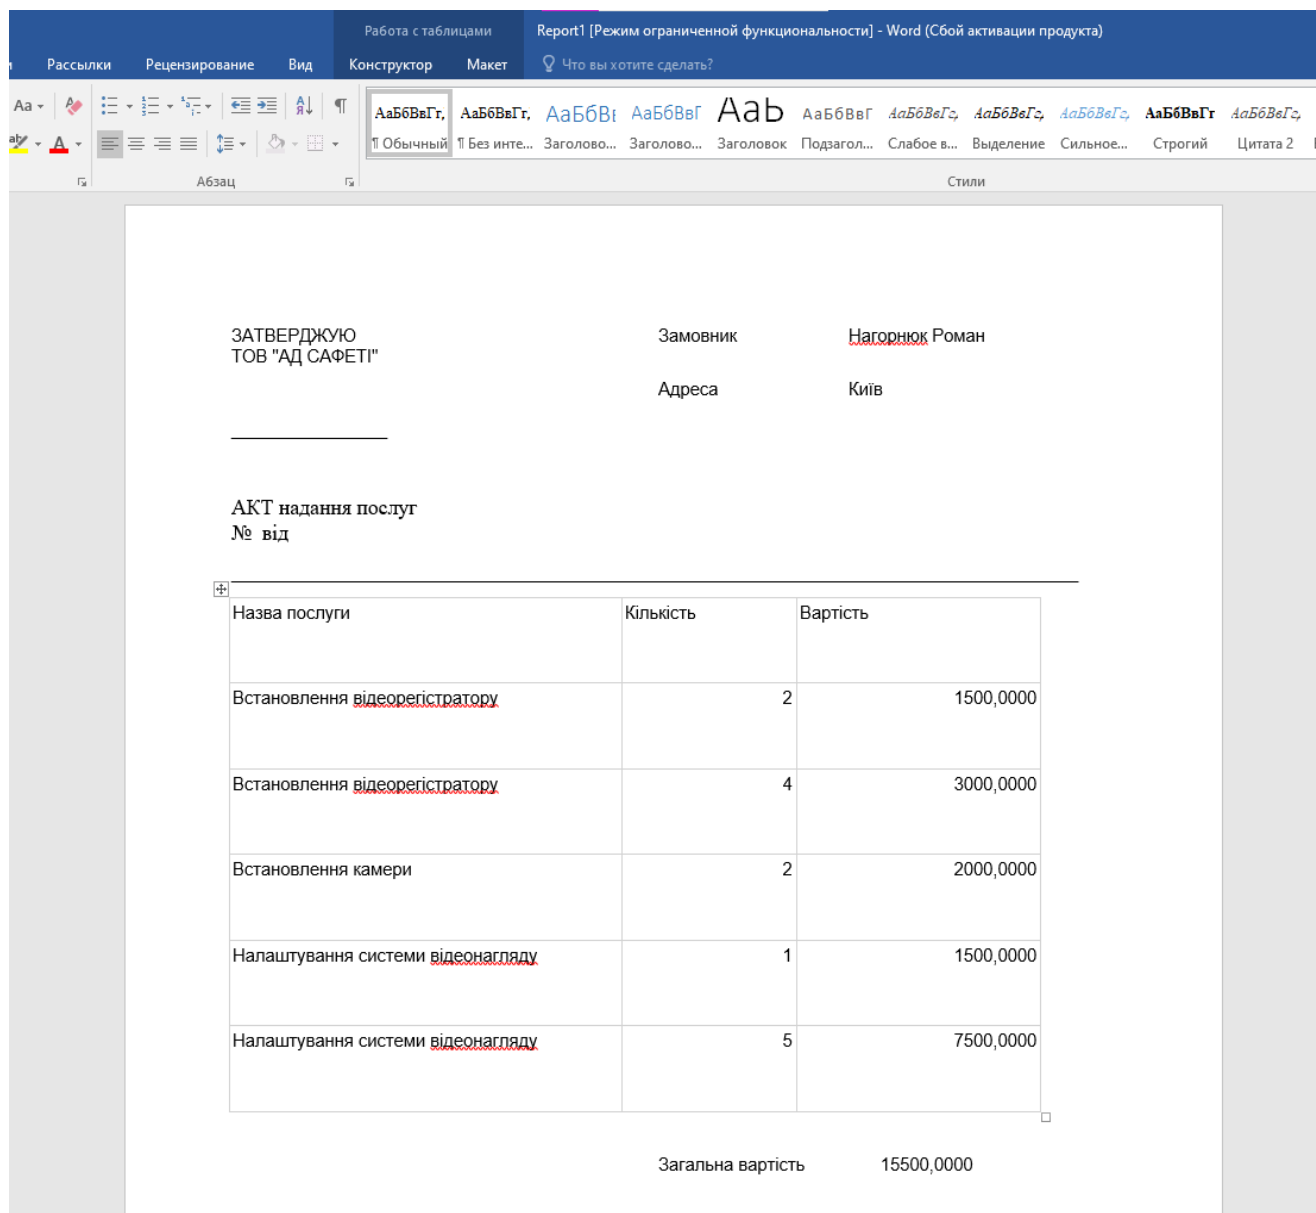 Работа с таблицами Report1 [Режим ограниченной функциональности] - Word (Сбой активации продукта)
Рассылки Рецензирование Вид Конструктор Макет Что вы хотите сделать?
Aa АаБбВвГг, АаБбВвГг, АаБбВг АаБбВвГ АаЬ АаБбВвГ АаБбВвГг, АаБбВвГг, АаБбВвГг, АаБбВвГг АаБбВвГг,
¶ Обычный ¶ Без инте... Заголово... Заголово... Заголовок Подзагол... Слабое в... Выделение Сильное... Строгий Цитата 2
Абзац Стили
ЗАТВЕРДЖУЮ Замовник Нагорнюк Роман
ТОВ "АД САФЕТІ"
Адреса Київ
АКТ надання послуг
№ від
Назва послуги Кількість Вартість
Встановлення відеорегістратору 2 1500,0000
Встановлення відеорегістратору 4 3000,0000
Встановлення камери 2 2000,0000
Налаштування системи відеонагляду 1 1500,0000
Налаштування системи відеонагляду 5 7500,0000
Загальна вартість 15500,0000